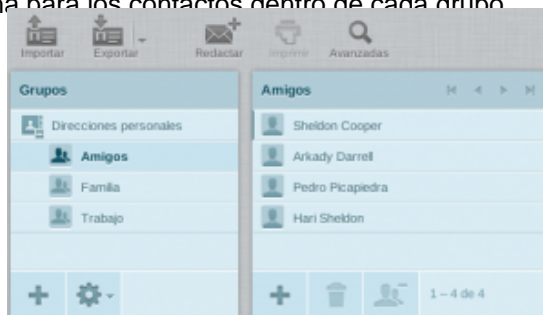 para los contactos dentro de cada grupo
Importar Exportar Redactar Imprimir Avanzadas
Grupos
Direcciones personales
Amigos
Familia
Trabajo
Amigos
Sheldon Cooper
Arkady Darrell
Pedro Picapiedra
Hari Sheldon
1 – 4 de 4